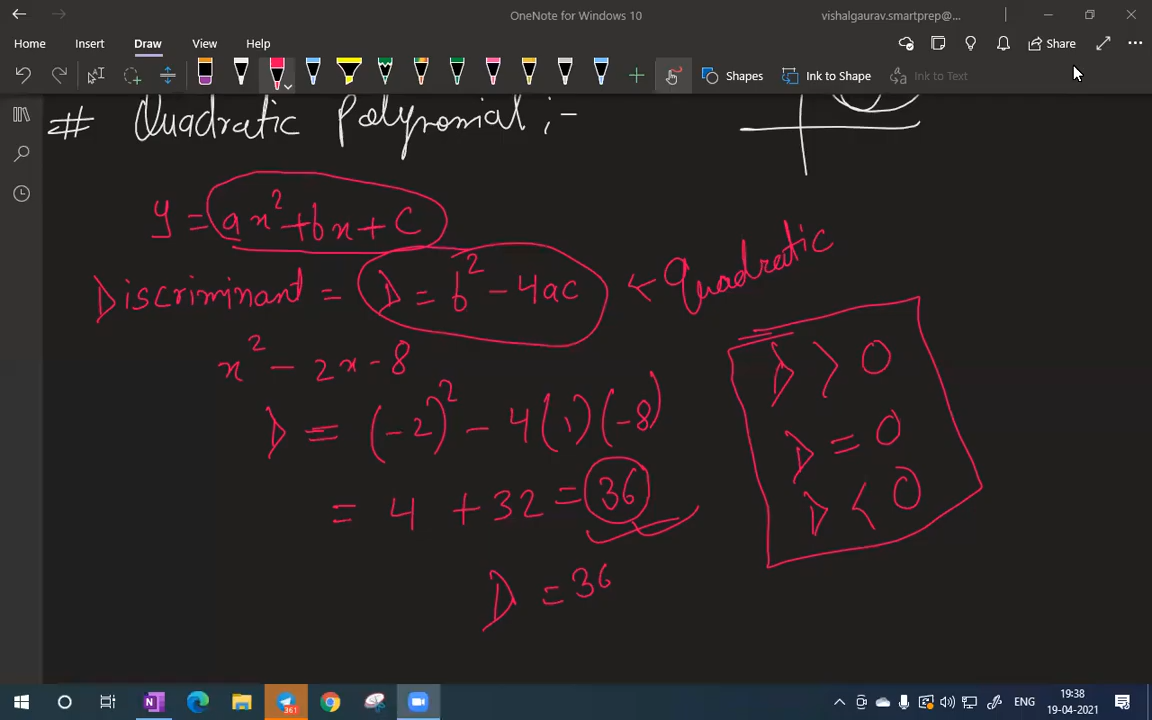 OneNote for Windows 10
vishalgaurav.smartprep@...
Home Insert Draw View Help
Share
Shapes Ink to Shape Ink to Text
# Quadratic Polynomial ;-
y = ax²+bx+c
Discriminant = D = b² - 4ac < Quadratic
x² - 2x - 8
D = (-2)² - 4(1)(-8)
= 4 + 32 = 36
D = 36
D > 0
D = 0
D < 0
361
ENG
19:38
19-04-2021